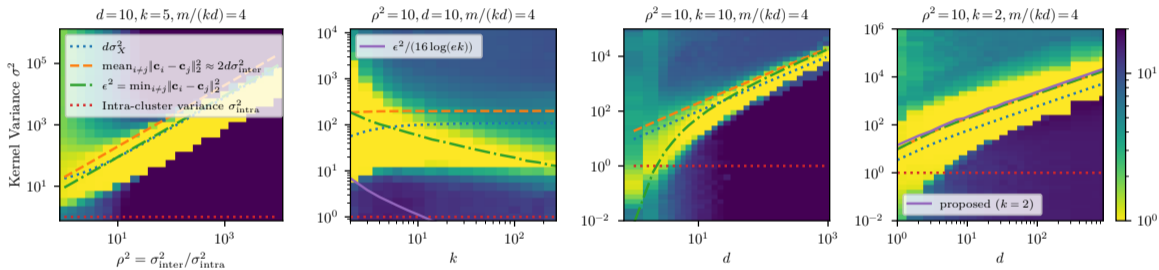 d=10, k=5, m/(kd)=4
ρ²=10, d=10, m/(kd)=4
ρ²=10, k=10, m/(kd)=4
ρ²=10, k=2, m/(kd)=4
Kernel Variance σ²
10⁵
10³
10¹
dσ²_X
mean_{i≠j}‖c_i − c_j‖²₂ ≈ 2dσ²_inter
ε² = min_{i≠j}‖c_i − c_j‖²₂
Intra-cluster variance σ²_intra
10¹
10³
ρ² = σ²_inter/σ²_intra
10⁴
10³
10²
10¹
10⁰
ε²/(16 log(ek))
10¹
10²
k
10⁴
10²
10⁰
10⁻²
10¹
10³
d
10⁶
10⁴
10²
10⁰
10⁻²
proposed (k = 2)
10⁰
10¹
10²
d
10¹
10⁰